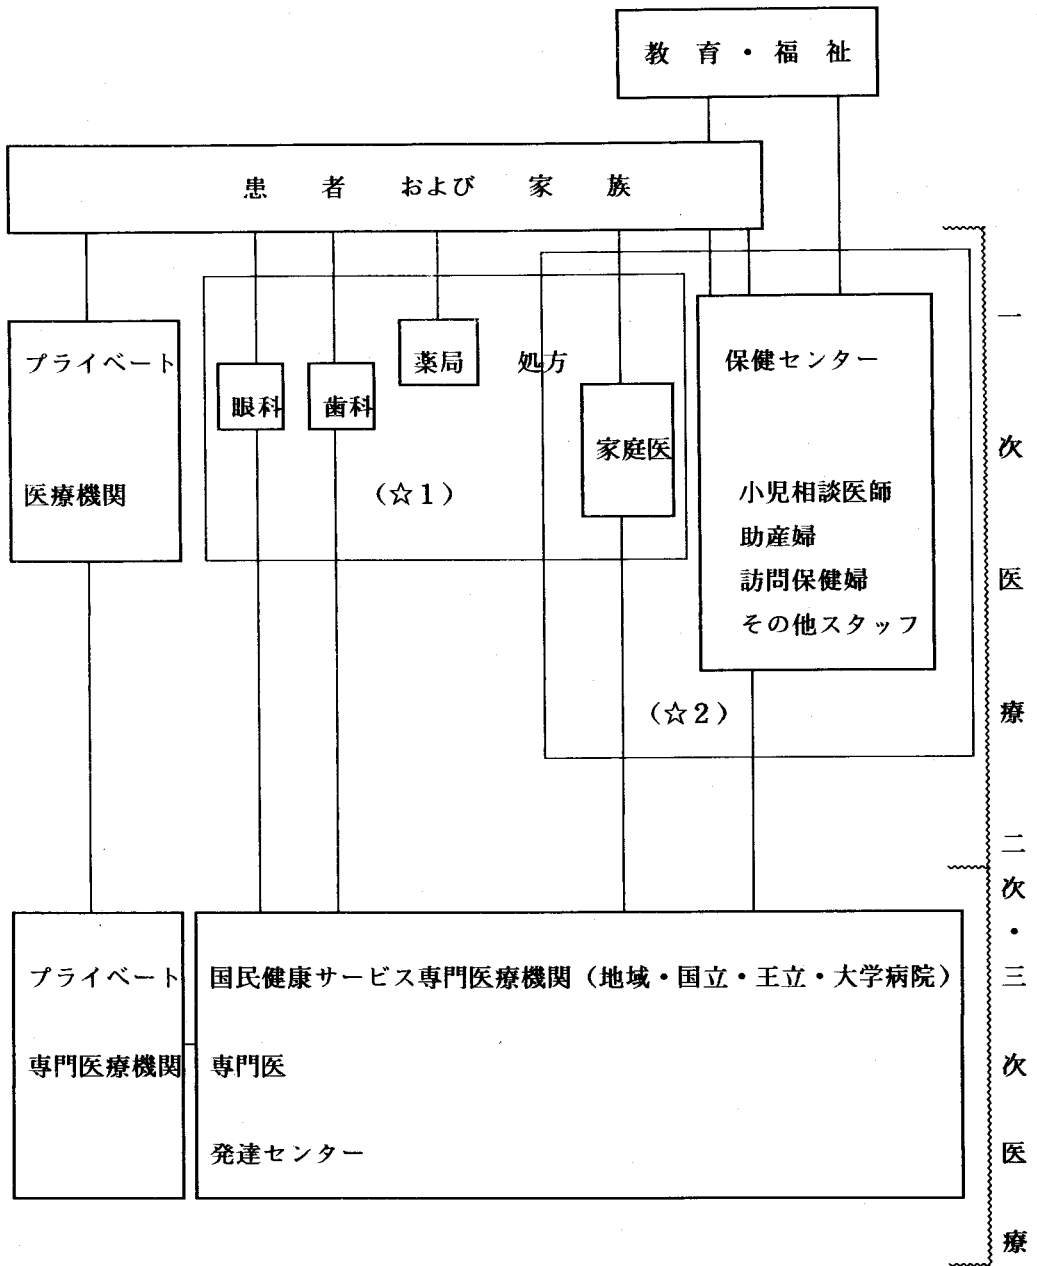 教育・福祉
患者および家族
プライベート
医療機関
眼科
歯科
薬局
処方
家庭医
(☆1)
保健センター
小児相談医師
助産婦
訪問保健婦
その他スタッフ
(☆2)
一次医療
プライベート
専門医療機関
国民健康サービス専門医療機関(地域・国立・王立・大学病院)
専門医
発達センター
二次・三次医療